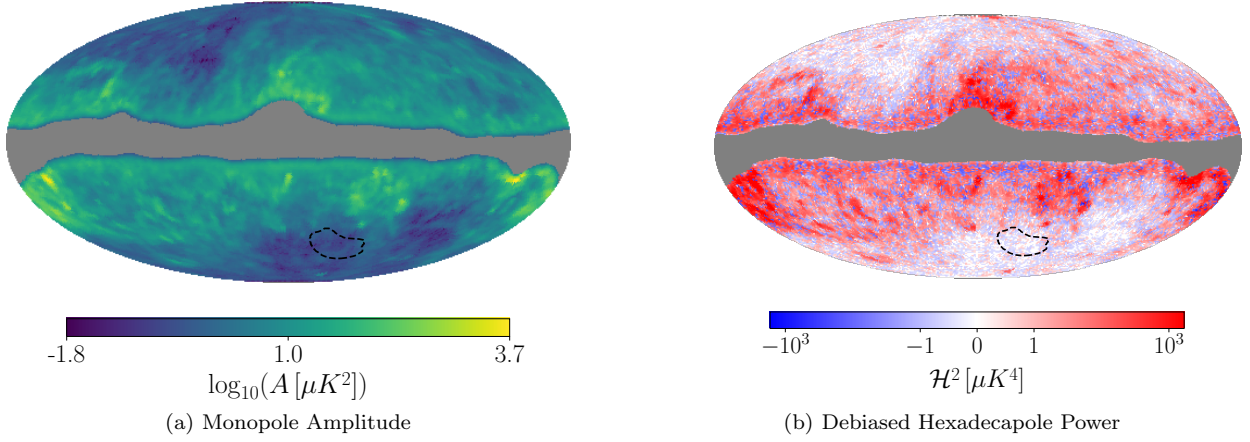 -1.8 1.0 3.7
log₁₀(A [μK²])
(a) Monopole Amplitude
−10³ −1 0 1 10³
ℋ² [μK⁴]
(b) Debiased Hexadecapole Power